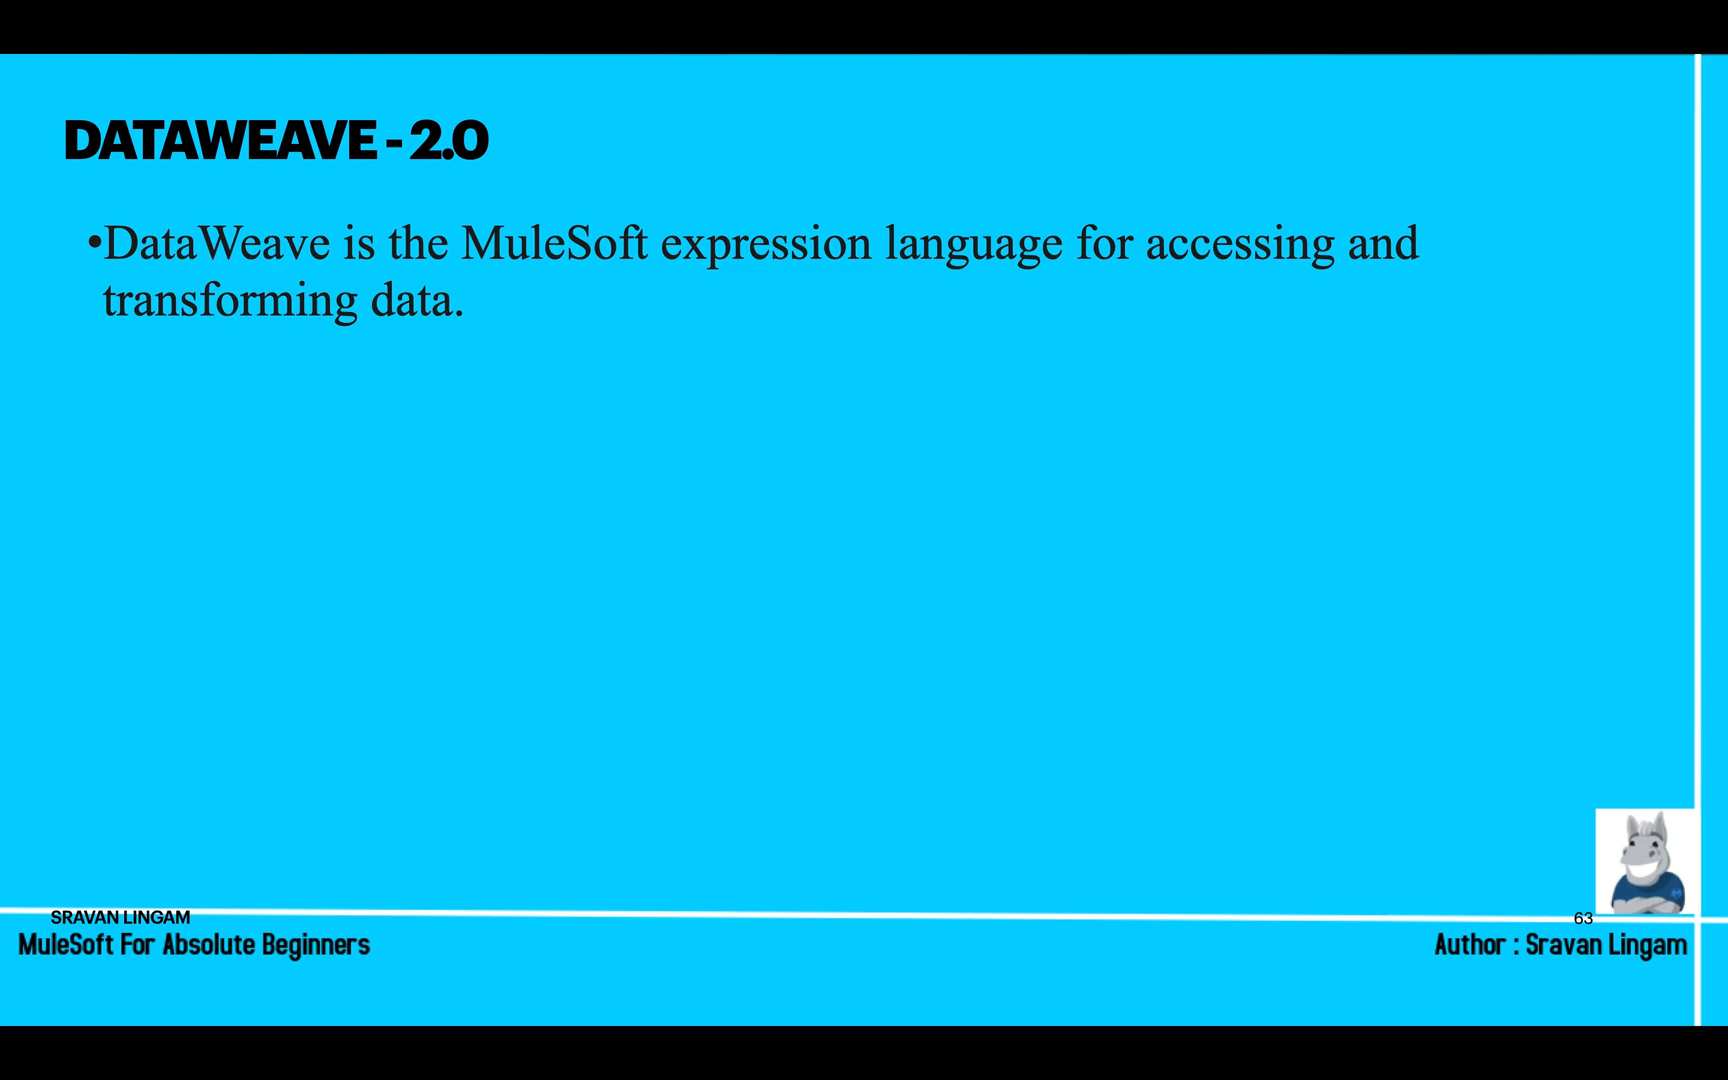 DATAWEAVE - 2.0
•DataWeave is the MuleSoft expression language for accessing and
transforming data.
SRAVAN LINGAM
63
MuleSoft For Absolute Beginners
Author : Sravan Lingam